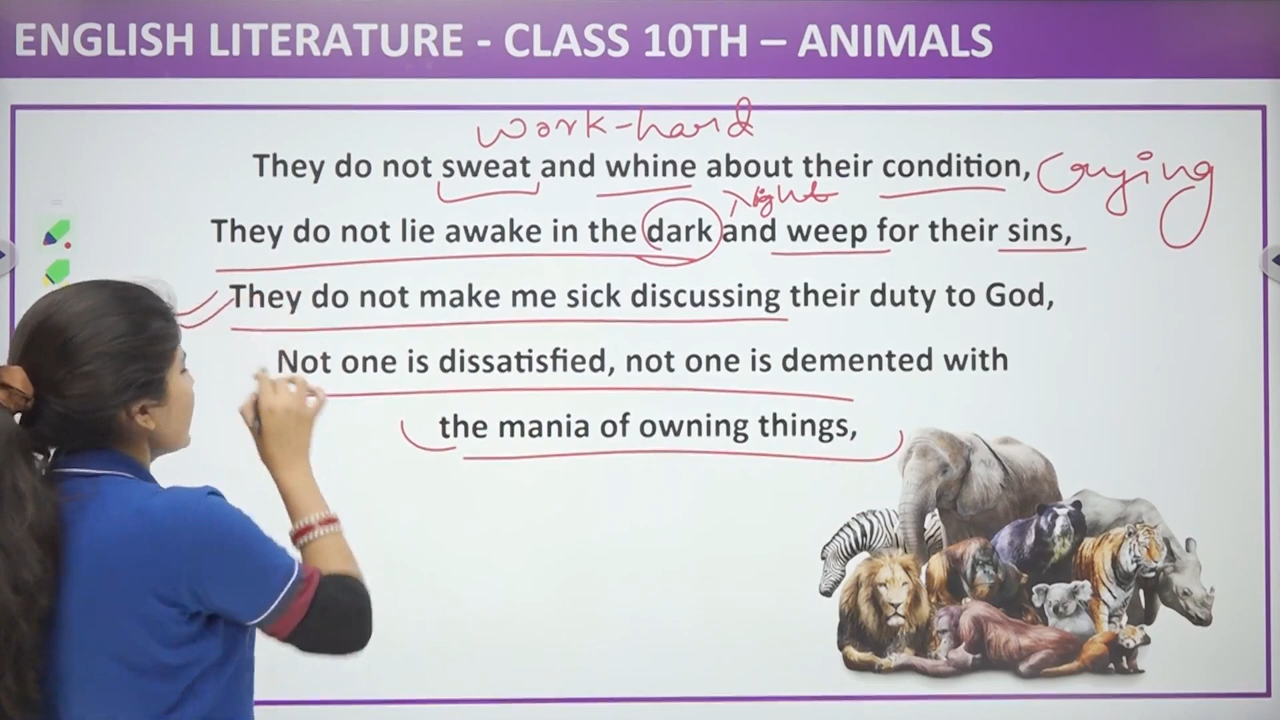 ENGLISH LITERATURE - CLASS 10TH – ANIMALS
work-hard
They do not sweat and whine about their condition, Crying
night
They do not lie awake in the dark and weep for their sins,
They do not make me sick discussing their duty to God,
Not one is dissatisfied, not one is demented with
the mania of owning things,